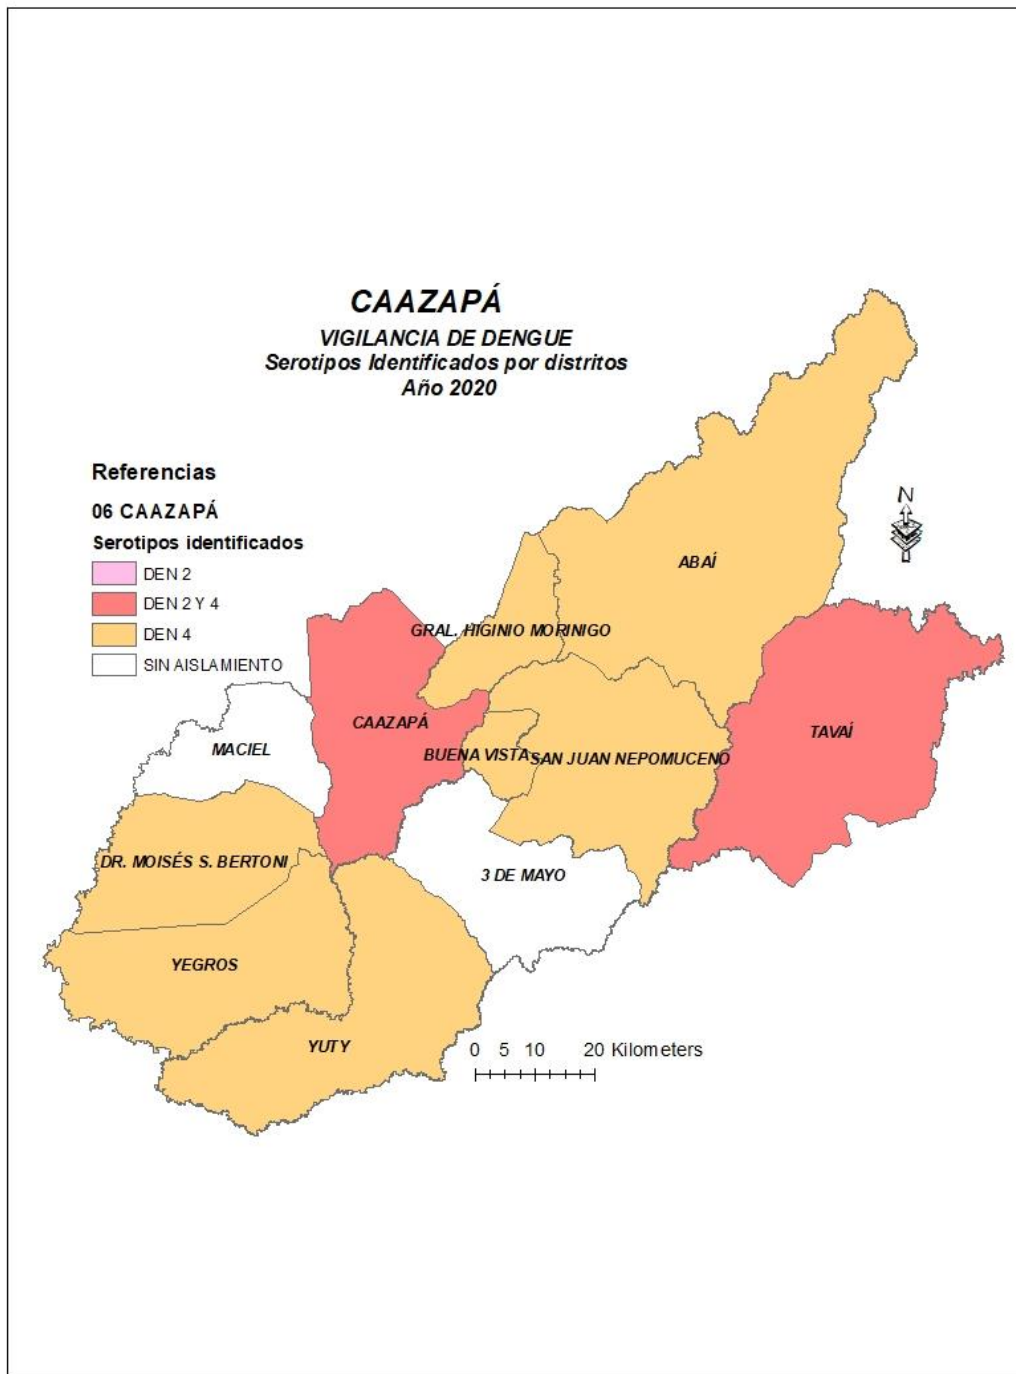 CAAZAPÁ
VIGILANCIA DE DENGUE
Serotipos Identificados por distritos
Año 2020
Referencias
06 CAAZAPÁ
Serotipos identificados
DEN 2
DEN 2 Y 4
DEN 4
SIN AISLAMIENTO
N
ABAÍ
GRAL. HIGINIO MORINIGO
CAAZAPÁ
TAVAÍ
MACIEL
BUENA VISTA
SAN JUAN NEPOMUCENO
DR. MOISÉS S. BERTONI
3 DE MAYO
YEGROS
YUTY
0 5 10 20 Kilometers